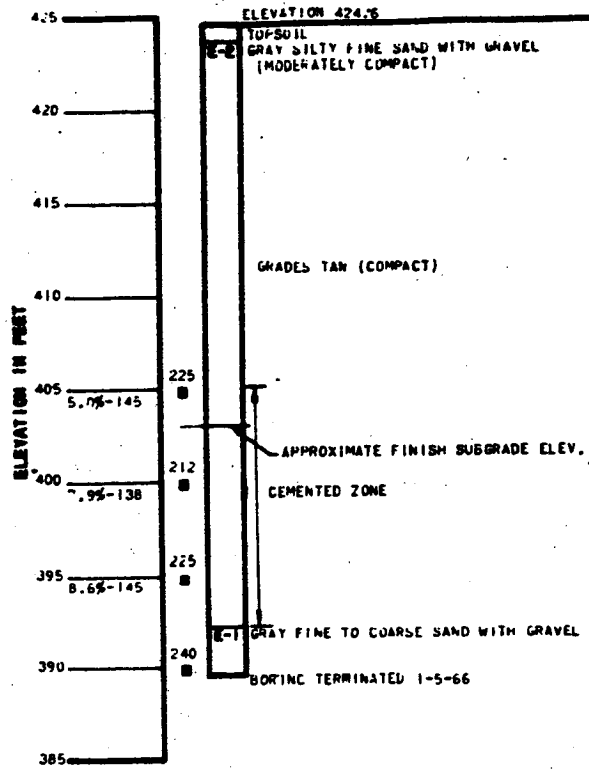 ELEVATION 424.6
425
TOPSOIL
E-2 GRAY SILTY FINE SAND WITH GRAVEL
(MODERATELY COMPACT)
420
415
GRADES TAN (COMPACT)
410
ELEVATION IN FEET
225
405
5.0%-145
APPROXIMATE FINISH SUBGRADE ELEV.
212
400
7.9%-138
CEMENTED ZONE
225
395
8.6%-145
E-1 GRAY FINE TO COARSE SAND WITH GRAVEL
240
390
BORING TERMINATED 1-5-66
385